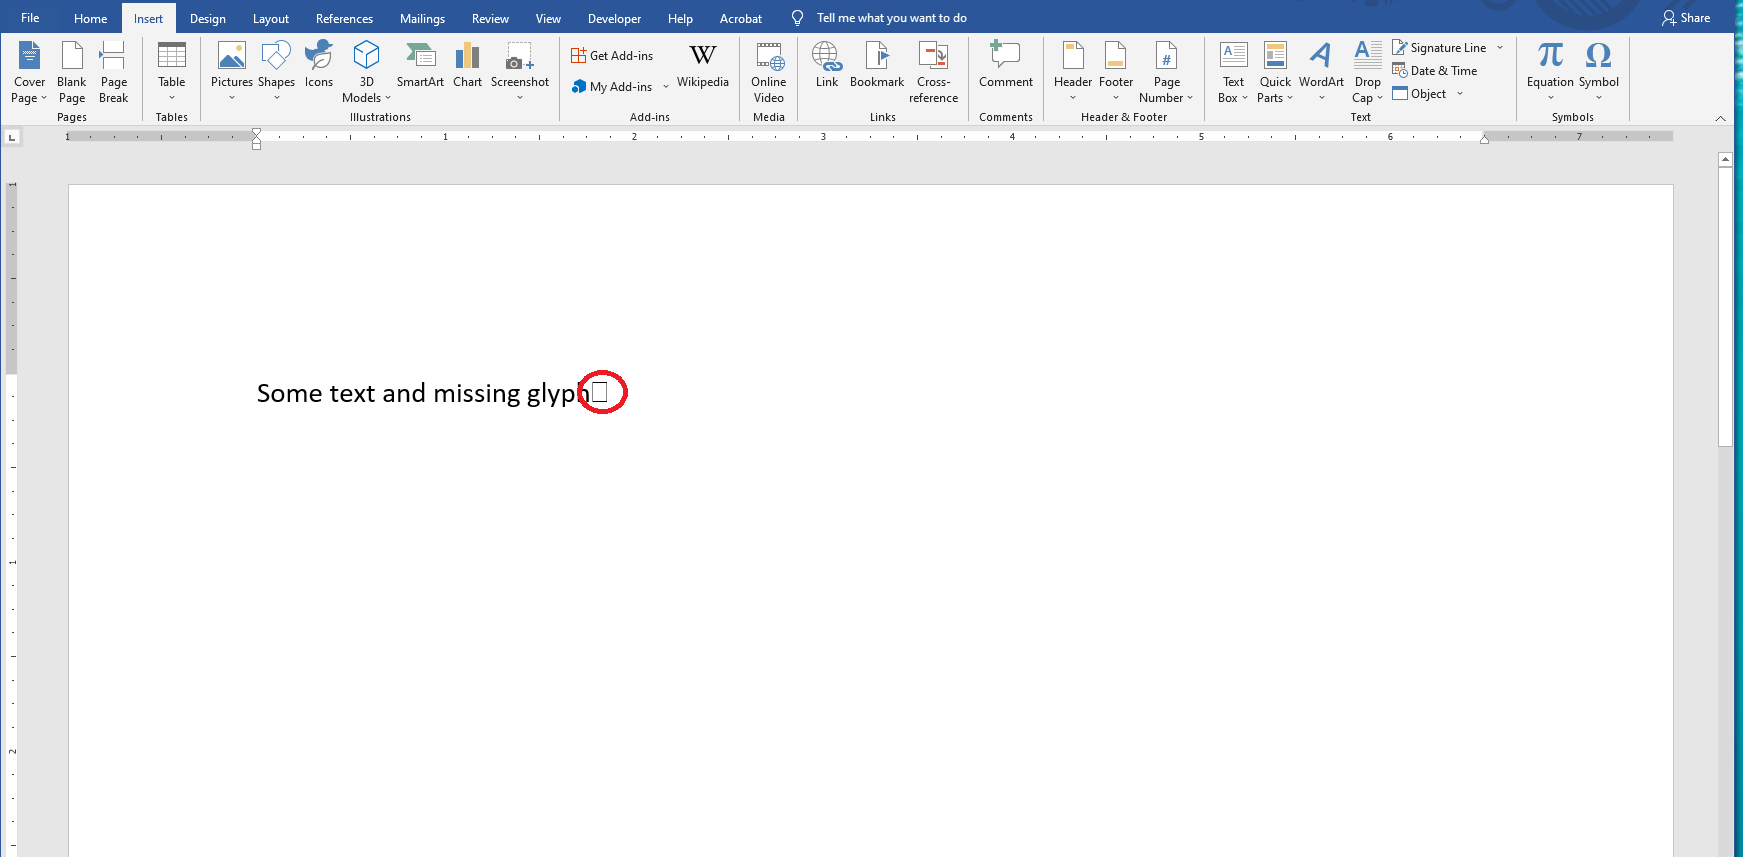 File Home Insert Design Layout References Mailings Review View Developer Help Acrobat Tell me what you want to do Share
Cover Page
Blank Page
Page Break
Table
Pictures
Shapes
Icons
3D Models
SmartArt
Chart
Screenshot
Get Add-ins
My Add-ins
W
Wikipedia
Online Video
Link
Bookmark
Cross-reference
Comment
Header
Footer
#
Page Number
A
Text Box
Quick Parts
A
WordArt
A
Drop Cap
Signature Line
Date & Time
Object
π
Equation
Ω
Symbol
Pages Tables Illustrations Add-ins Media Links Comments Header & Footer Text Symbols
L
1 1 2 3 4 5 6 7
1
Some text and missing glyph□
1
2